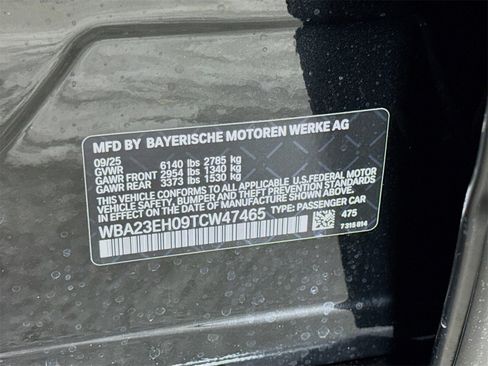 MFD BY BAYERISCHE MOTOREN WERKE AG
09/25
GVWR 6140 lbs 2785 kg
GAWR FRONT 2954 lbs 1340 kg
GAWR REAR 3373 lbs 1530 kg
THIS VEHICLE CONFORMS TO ALL APPLICABLE U.S. FEDERAL MOTOR
VEHICLE SAFETY, BUMPER AND THEFT PREVENTION STANDARDS
IN EFFECT ON THE DATE OF MANUFACTURE SHOWN ABOVE.
WBA23EH09TCW47465 TYPE: PASSENGER CAR
475
7 315 814